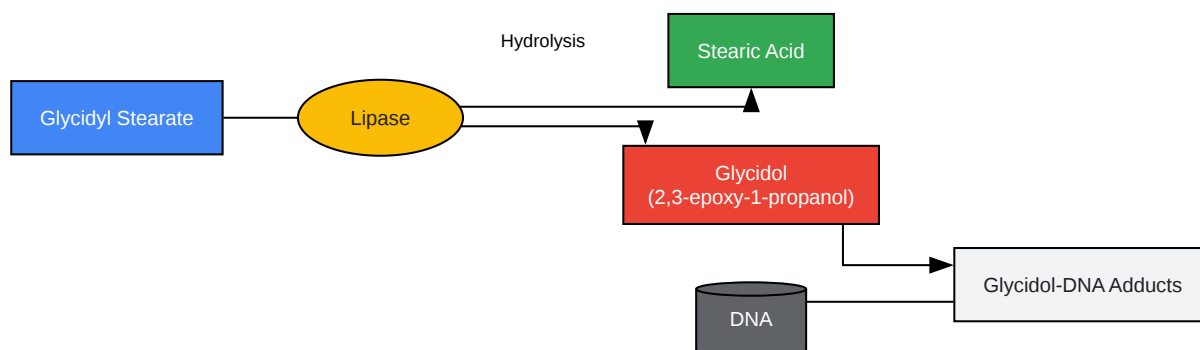 Hydrolysis
Stearic Acid
Glycidyl Stearate
Lipase
Glycidol
(2,3-epoxy-1-propanol)
Glycidol-DNA Adducts
DNA